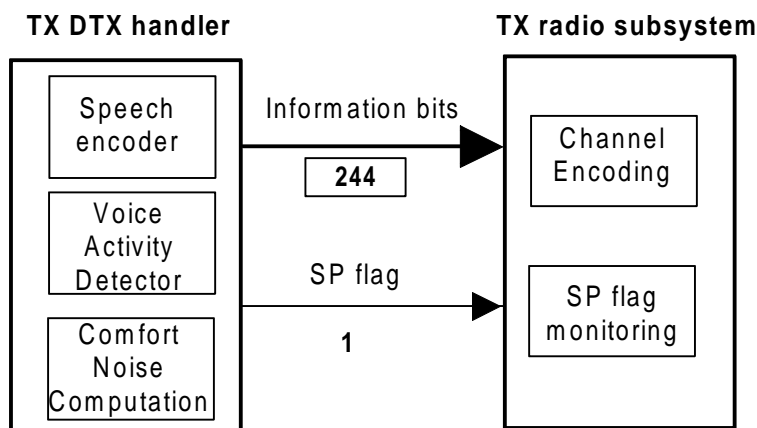 TX DTX handler
TX radio subsystem
Speech
encoder
Information bits
244
Channel
Encoding
Voice
Activity
Detector
SP flag
1
SP flag
monitoring
Comfort
Noise
Computation